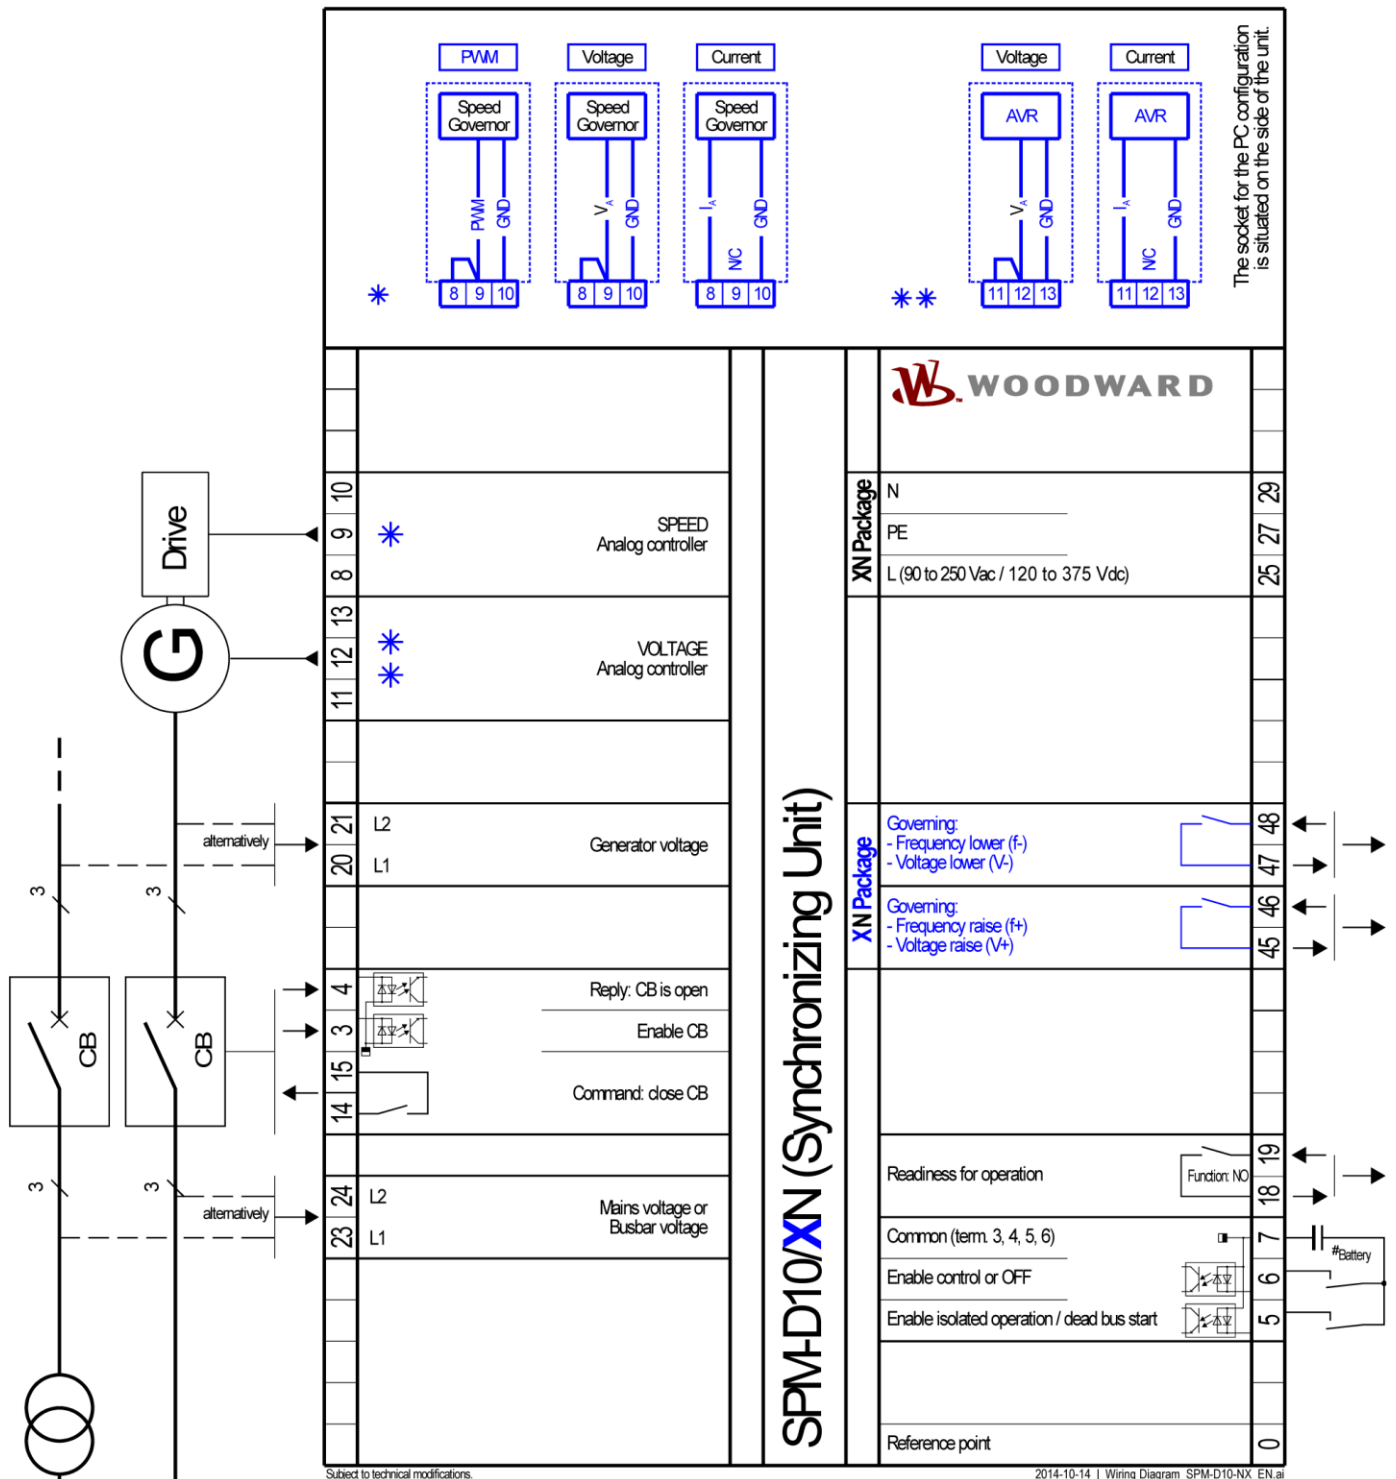 PWM
Voltage
Current
Voltage
Current
Speed
Governor
Speed
Governor
Speed
Governor
AVR
AVR
PWM
GND
VA
GND
IA
N/C
GND
VA
GND
IA
N/C
GND
8 9 10
8 9 10
8 9 10
11 12 13
11 12 13
*
**
The socket for the PC configuration
is situated on the side of the unit.
WOODWARD
TM
Drive
G
10
9
8
*
SPEED
Analog controller
13
12
11
*
*
VOLTAGE
Analog controller
21
20
L2
L1
Generator voltage
alternatively
3
3
CB
CB
4
Reply: CB is open
3
Enable CB
15
14
Command: close CB
3
3
alternatively
24
23
L2
L1
Mains voltage or
Busbar voltage
SPM-D10/XN (Synchronizing Unit)
XN Package
N
29
PE
27
L (90 to 250 Vac / 120 to 375 Vdc)
25
XN Package
Governing:
- Frequency lower (f-)
- Voltage lower (V-)
48
47
Governing:
- Frequency raise (f+)
- Voltage raise (V+)
46
45
Readiness for operation
Function: NO
19
18
Common (term. 3, 4, 5, 6)
7
#Battery
Enable control or OFF
6
Enable isolated operation / dead bus start
5
Reference point
0
Subject to technical modifications.
2014-10-14 | Wiring Diagram SPM-D10-NX_EN.ai